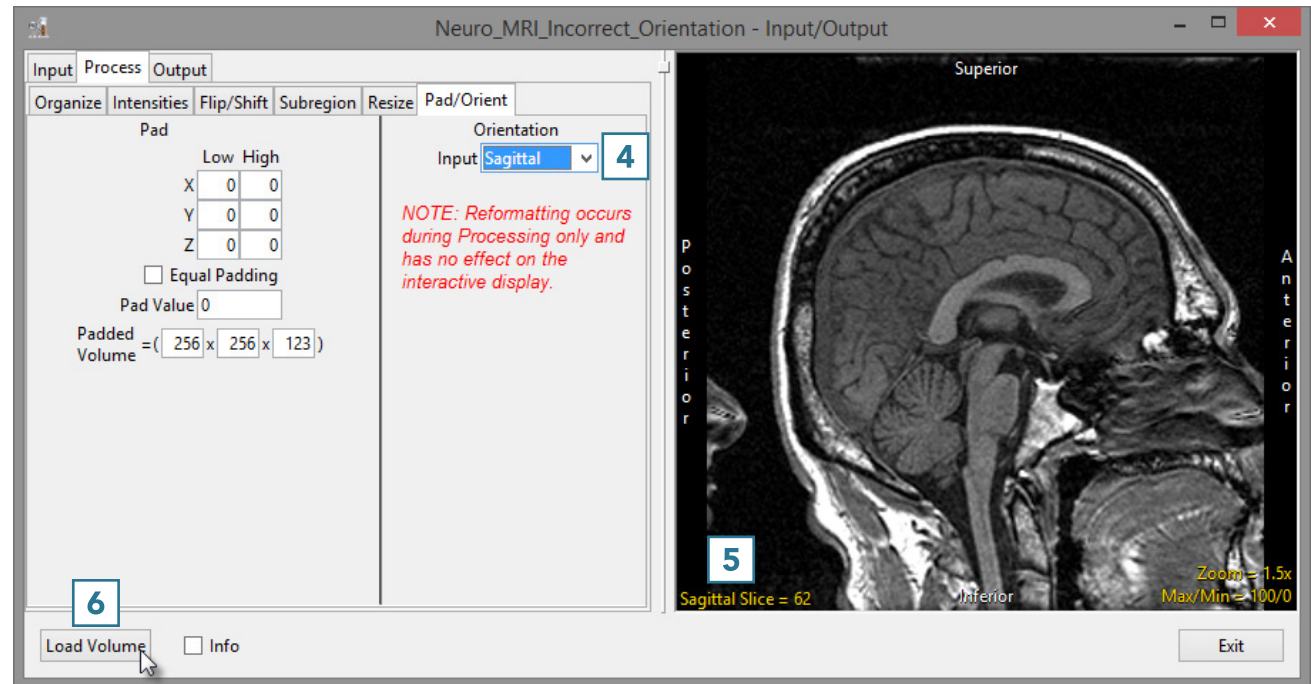 Neuro_MRI_Incorrect_Orientation - Input/Output
Input Process Output
Organize Intensities Flip/Shift Subregion Resize Pad/Orient
Pad
Low High
X 0 0
Y 0 0
Z 0 0
Equal Padding
Pad Value 0
Padded Volume =( 256 x 256 x 123 )
Orientation
Input Sagittal 4
NOTE: Reformatting occurs
during Processing only and
has no effect on the
interactive display.
Superior
Posterior
Anterior
5
Sagittal Slice = 62
Inferior
Zoom = 1.5x
Max/Min = 100/0
6
Load Volume Info Exit